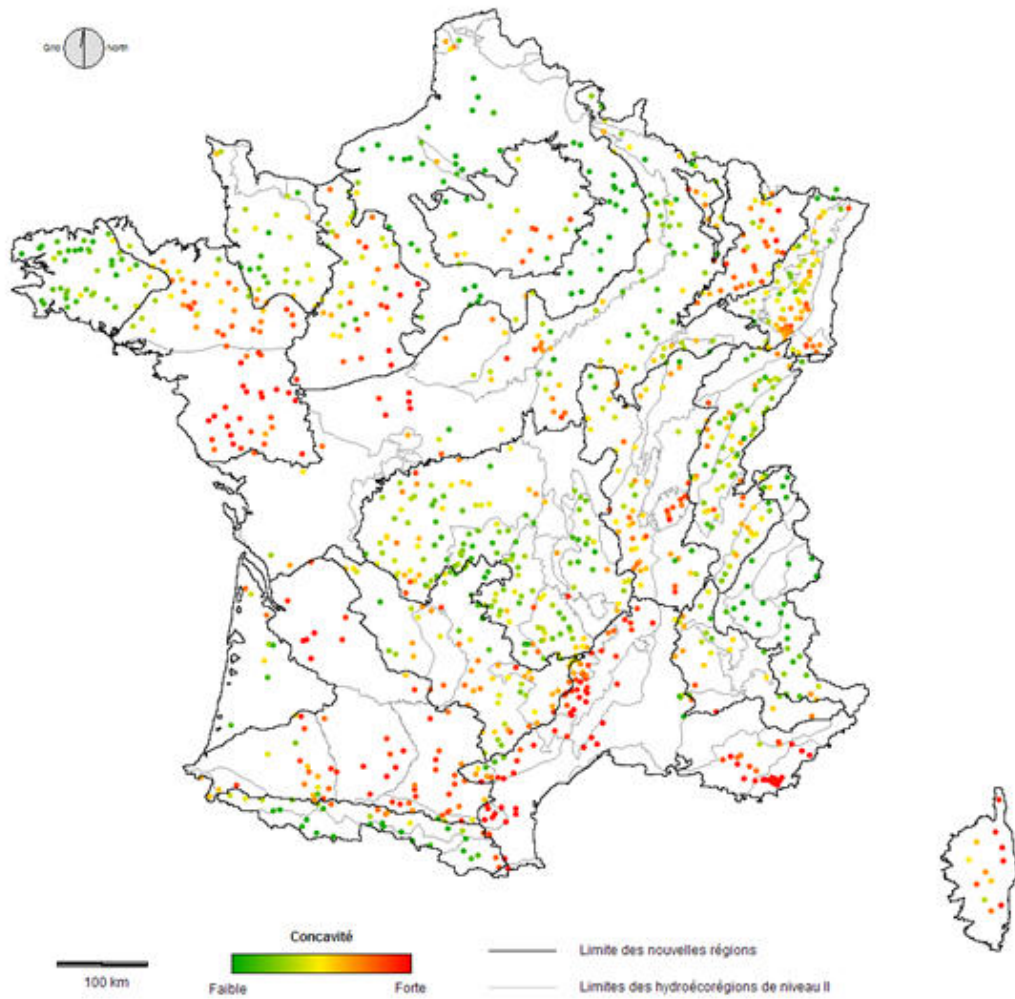 Grid North
Concavité
Faible Forte
100 km
Limite des nouvelles régions
Limites des hydroécorégions de niveau II